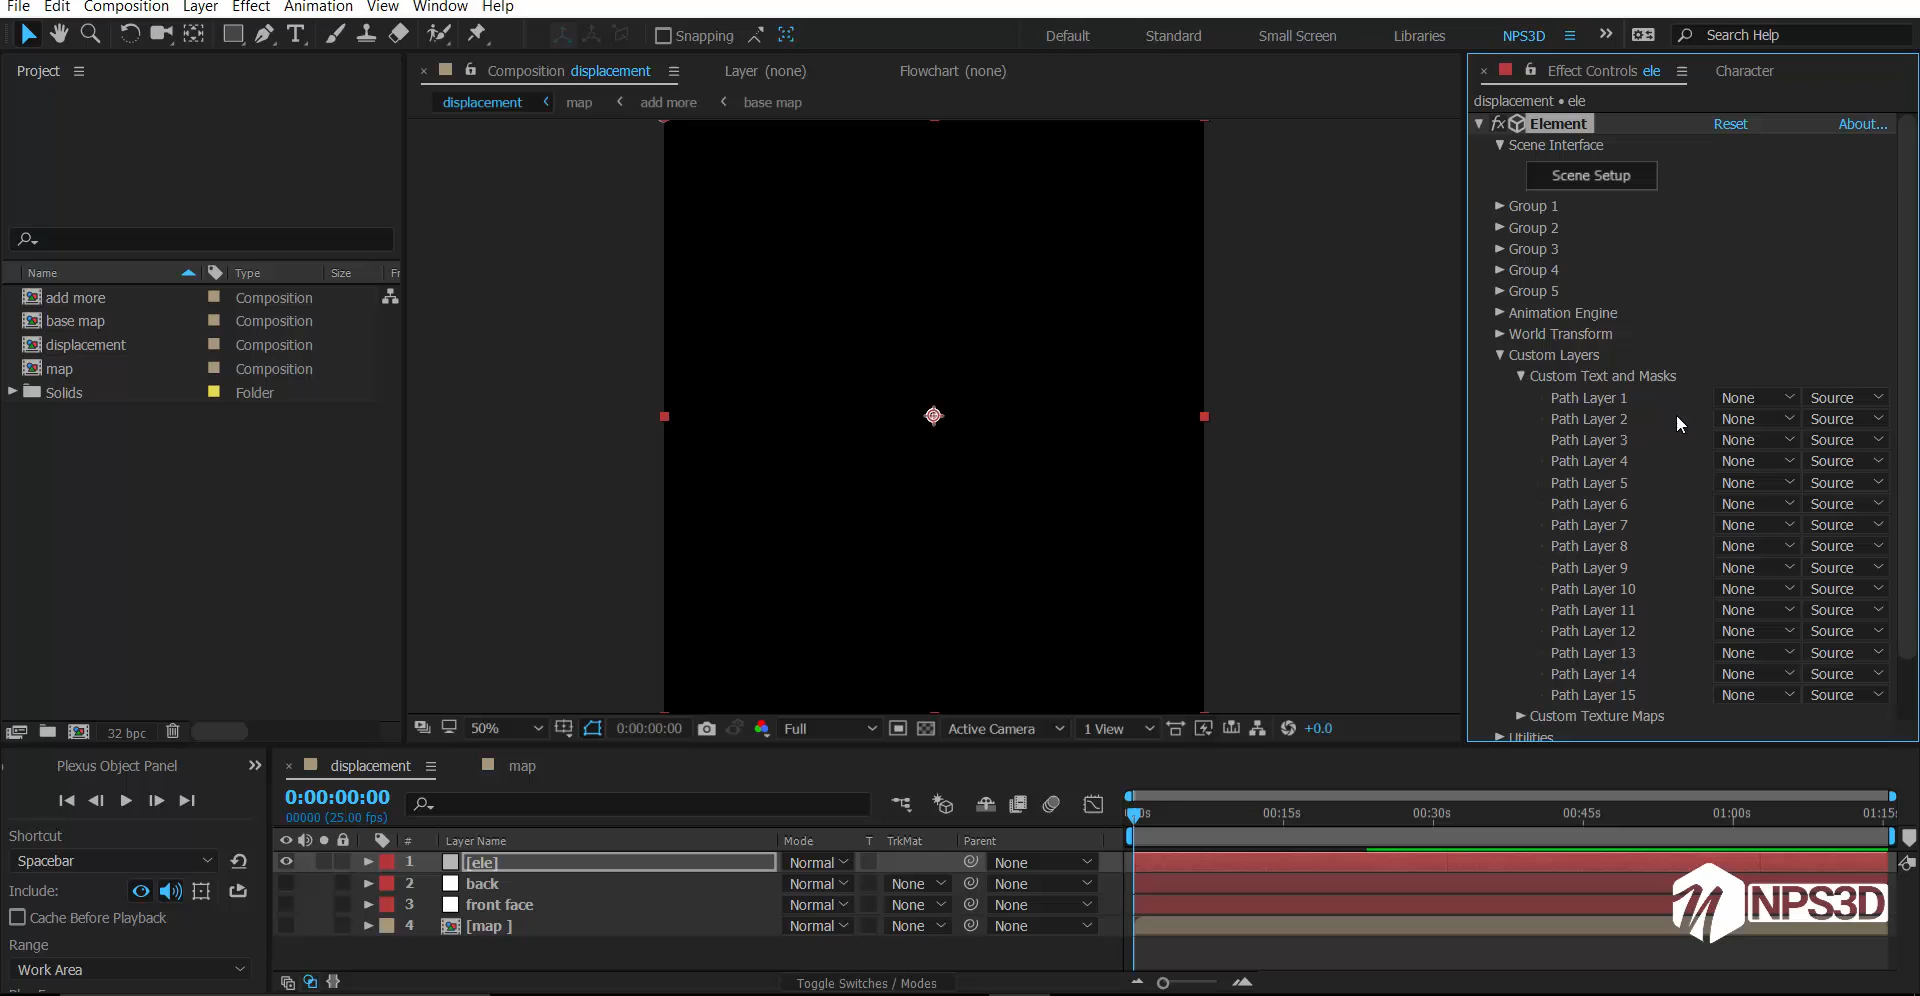 File Edit Composition Layer Effect Animation View Window Help
Snapping
Default Standard Small Screen Libraries NPS3D Search Help
Project
Composition displacement Layer (none) Flowchart (none)
displacement map add more base map
Effect Controls ele Character
displacement • ele
fx Element Reset About...
Scene Interface
Scene Setup
Group 1
Group 2
Group 3
Group 4
Group 5
Animation Engine
World Transform
Custom Layers
Custom Text and Masks
Path Layer 1 None Source
Path Layer 2 None Source
Path Layer 3 None Source
Path Layer 4 None Source
Path Layer 5 None Source
Path Layer 6 None Source
Path Layer 7 None Source
Path Layer 8 None Source
Path Layer 9 None Source
Path Layer 10 None Source
Path Layer 11 None Source
Path Layer 12 None Source
Path Layer 13 None Source
Path Layer 14 None Source
Path Layer 15 None Source
Custom Texture Maps
Utilities
Name Type Size Fr
add more Composition
base map Composition
displacement Composition
map Composition
Solids Folder
32 bpc
50% 0:00:00:00 Full Active Camera 1 View +0.0
Plexus Object Panel
Shortcut
Spacebar
Include:
Cache Before Playback
Range
Work Area
displacement map
0:00:00:00
00000 (25.00 fps)
# Layer Name Mode T TrkMat Parent
1 [ele] Normal None
2 back Normal None None
3 front face Normal None None
4 [map ] Normal None None
Toggle Switches / Modes
0s 00:15s 00:30s 00:45s 01:00s 01:15s
NPS3D